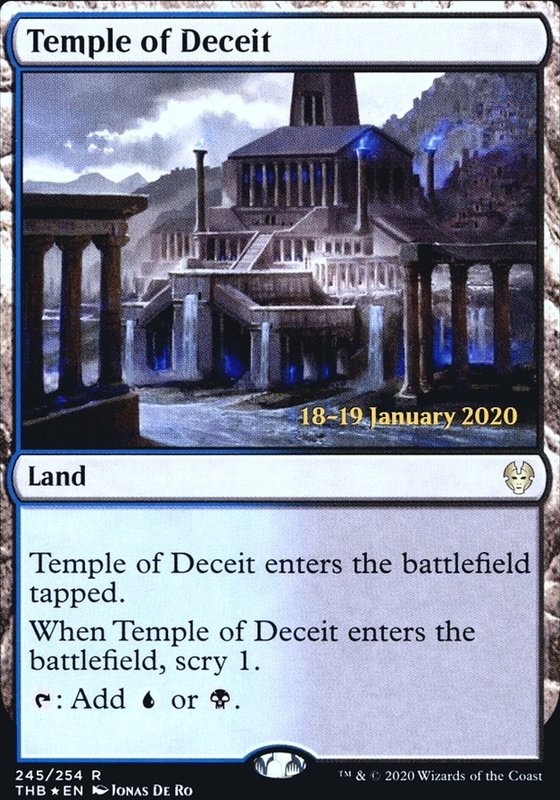 Temple of Deceit
18-19 January 2020
Land
Temple of Deceit enters the battlefield
tapped.
When Temple of Deceit enters the
battlefield, scry 1.
: Add or .
245/254 R
THB ★ EN Jonas De Ro
™ & © 2020 Wizards of the Coast